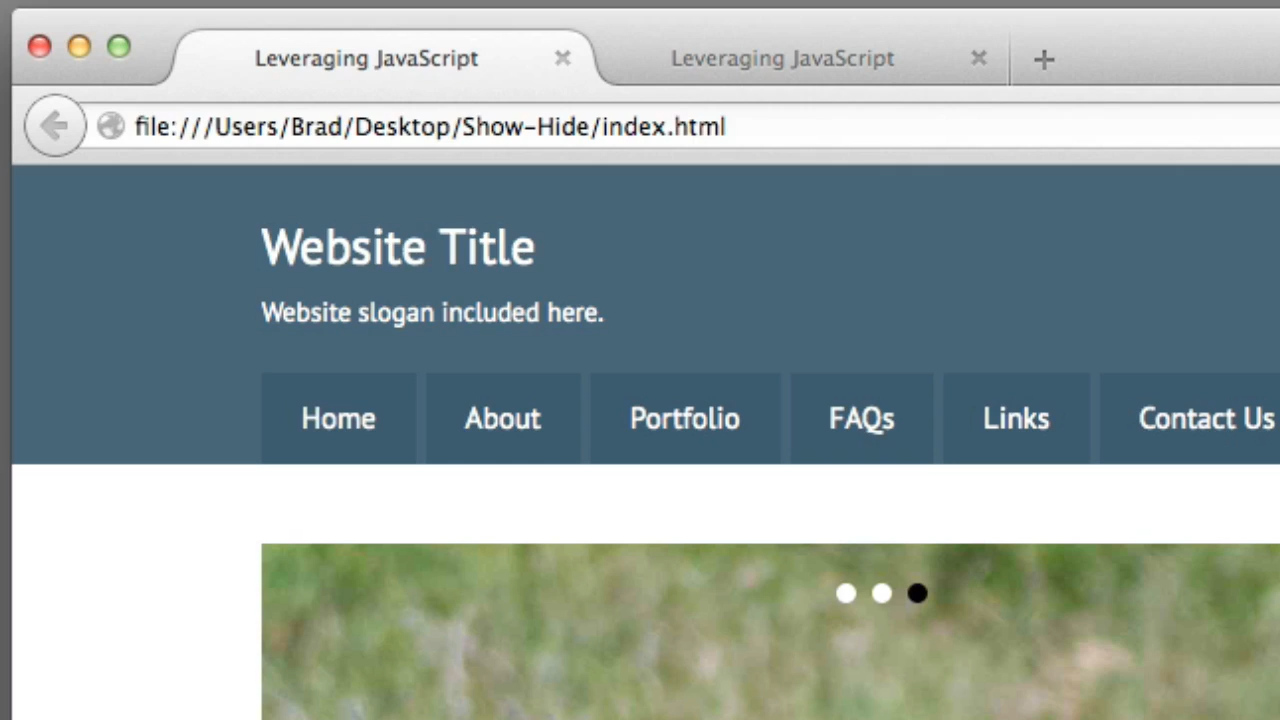 Leveraging JavaScript
Leveraging JavaScript
file:///Users/Brad/Desktop/Show-Hide/index.html
Website Title
Website slogan included here.
Home About Portfolio FAQs Links Contact Us